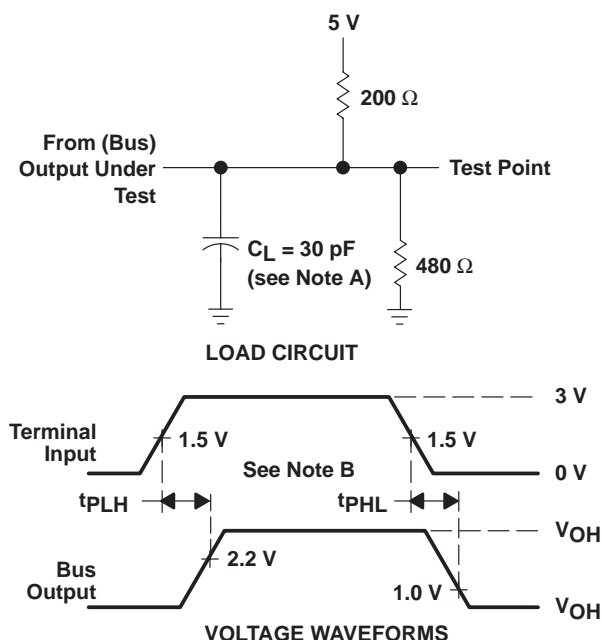 5 V
200 Ω
From (Bus)
Output Under
Test
Test Point
CL = 30 pF
(see Note A)
480 Ω
LOAD CIRCUIT
3 V
Terminal
Input
1.5 V
1.5 V
See Note B
0 V
tPLH
tPHL
VOH
Bus
Output
2.2 V
1.0 V
VOH
VOLTAGE WAVEFORMS